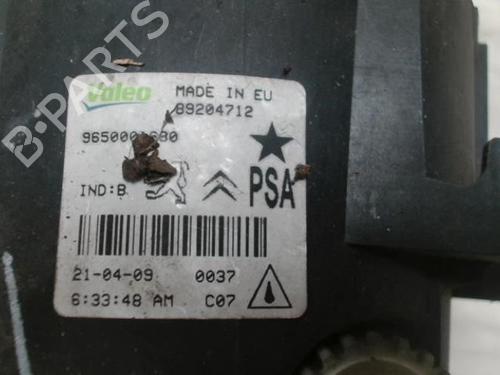 B-PARTS
Valeo
MADE IN EU
89204712
IND:B
PSA
21-04-09 0037
6:33:48 AM C07